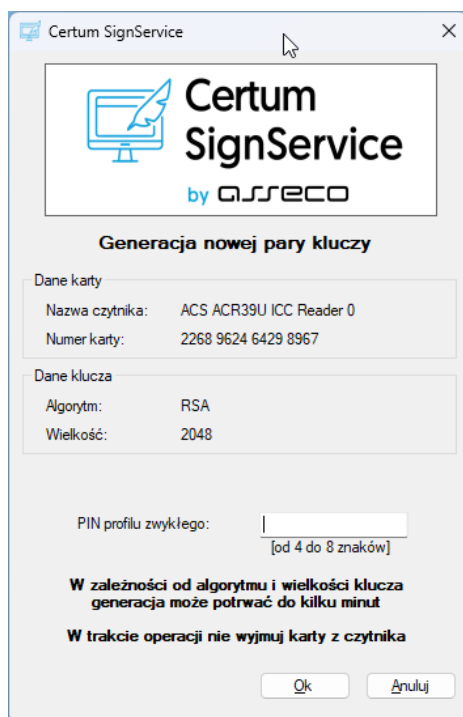 Certum SignService
Certum
SignService
by asseco
Generacja nowej pary kluczy
Dane karty
Nazwa czytnika: ACS ACR39U ICC Reader 0
Numer karty: 2268 9624 6429 8967
Dane klucza
Algorytm: RSA
Wielkość: 2048
PIN profilu zwykłego:
[od 4 do 8 znaków]
W zależności od algorytmu i wielkości klucza
generacja może potrwać do kilku minut
W trakcie operacji nie wyjmuj karty z czytnika
Ok Anuluj